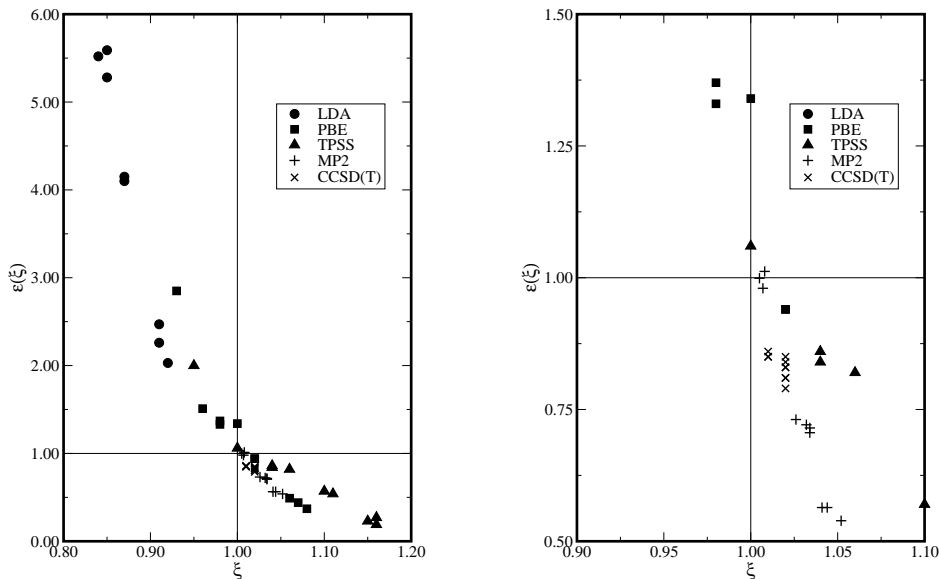 6.00
5.00
4.00
3.00
2.00
1.00
0.00
ε(ξ)
0.80
0.90
1.00
1.10
1.20
ξ
LDA
PBE
TPSS
MP2
CCSD(T)
1.50
1.25
1.00
0.75
0.50
ε(ξ)
0.90
0.95
1.00
1.05
1.10
ξ
LDA
PBE
TPSS
MP2
CCSD(T)